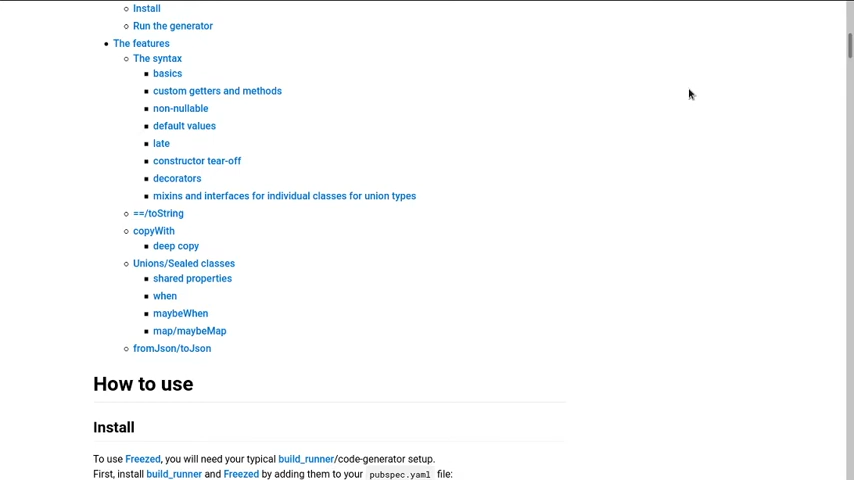 Install
Run the generator
The features
The syntax
basics
custom getters and methods
non-nullable
default values
late
constructor tear-off
decorators
mixins and interfaces for individual classes for union types
==/toString
copyWith
deep copy
Unions/Sealed classes
shared properties
when
maybeWhen
map/maybeMap
fromJson/toJson
How to use
Install
To use Freezed, you will need your typical build_runner/code-generator setup.
First, install build_runner and Freezed by adding them to your pubspec.yaml file: